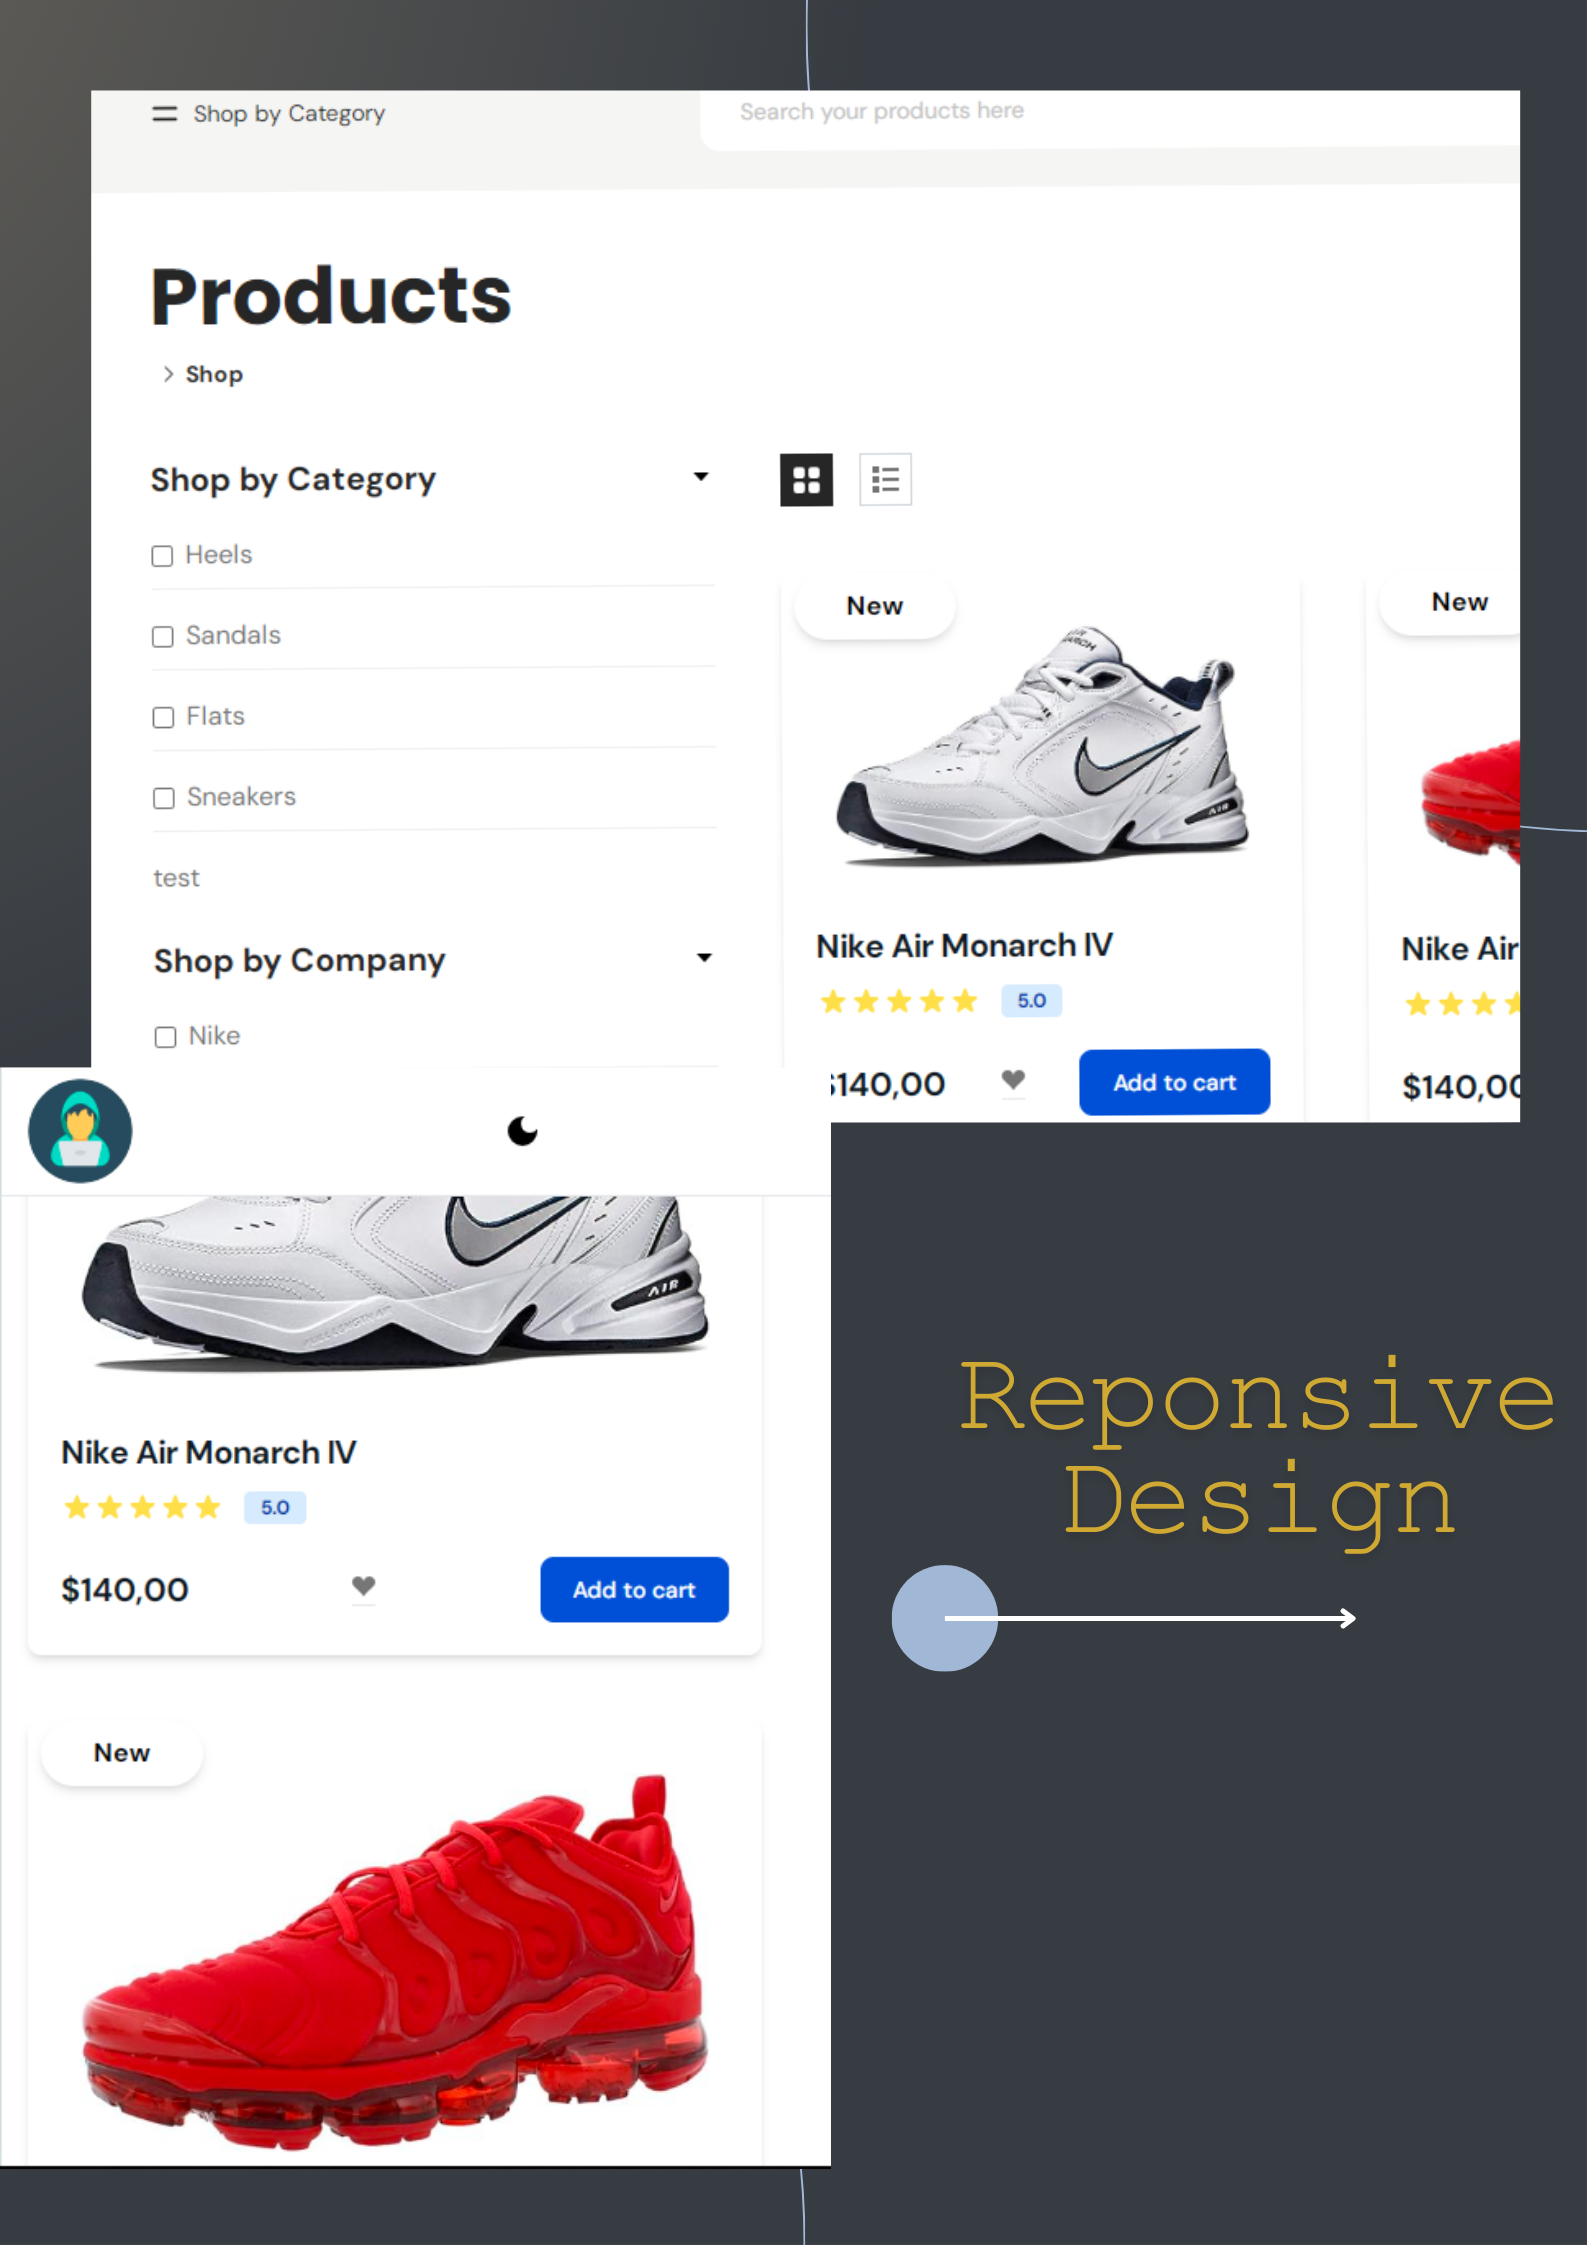 Shop by Category
Search your products here
Products
Shop
Shop by Category
Heels
Sandals
Flats
Sneakers
test
Shop by Company
Nike
New
New
AIR
Nike Air Monarch IV
5.0
$140,00
Add to cart
Nike Air
$140,00
AIR
Nike Air Monarch IV
5.0
$140,00
Add to cart
New
Reponsive
Design